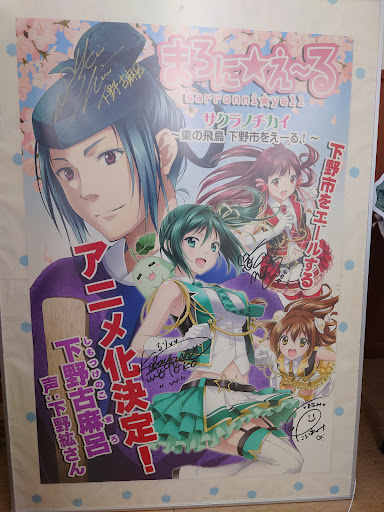 まろに★え～る
marronni★yell
サクラノチカイ
～東の飛鳥 下野市をえーる！～
下野市をエールする
アニメ化決定！
しもつけのこまろ
下野古麻呂
声：下野紘さん